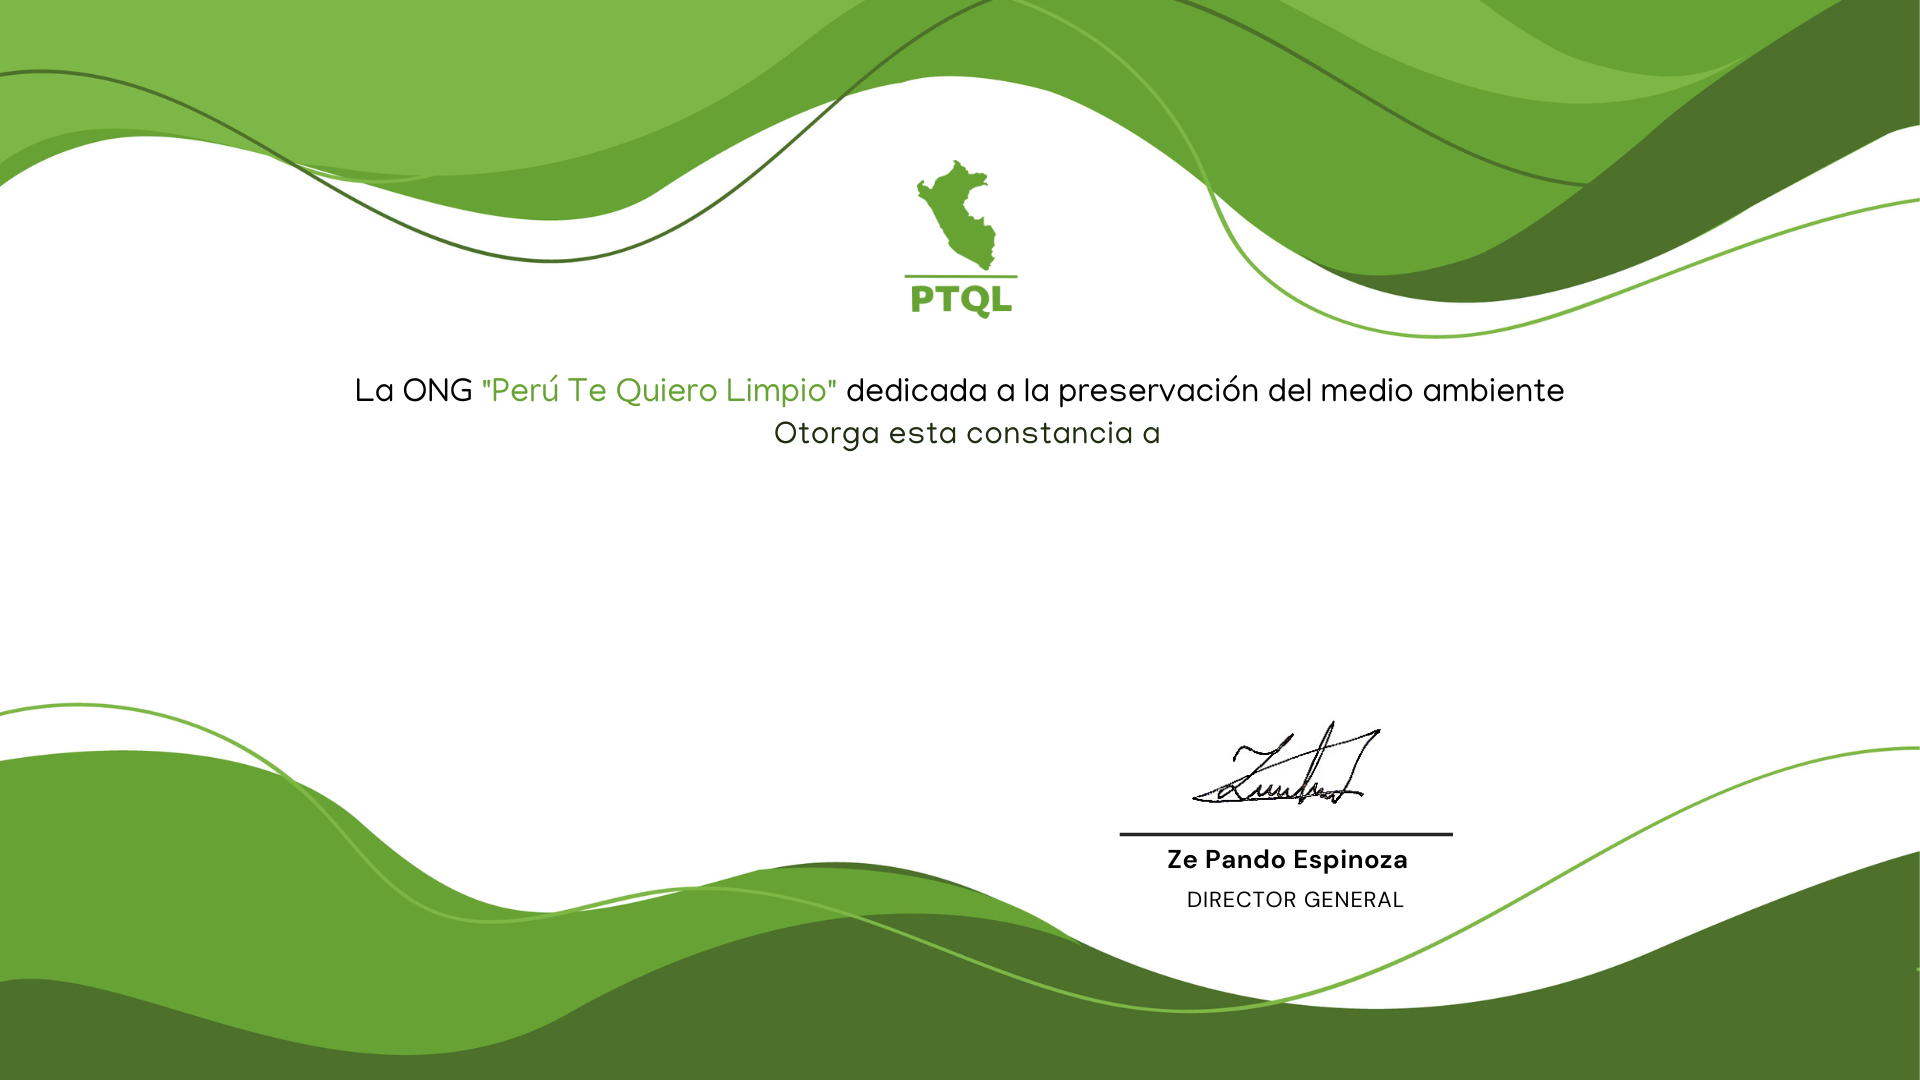 PTQL
La ONG "Perú Te Quiero Limpio" dedicada a la preservación del medio ambiente
Otorga esta constancia a
Ze Pando Espinoza
DIRECTOR GENERAL